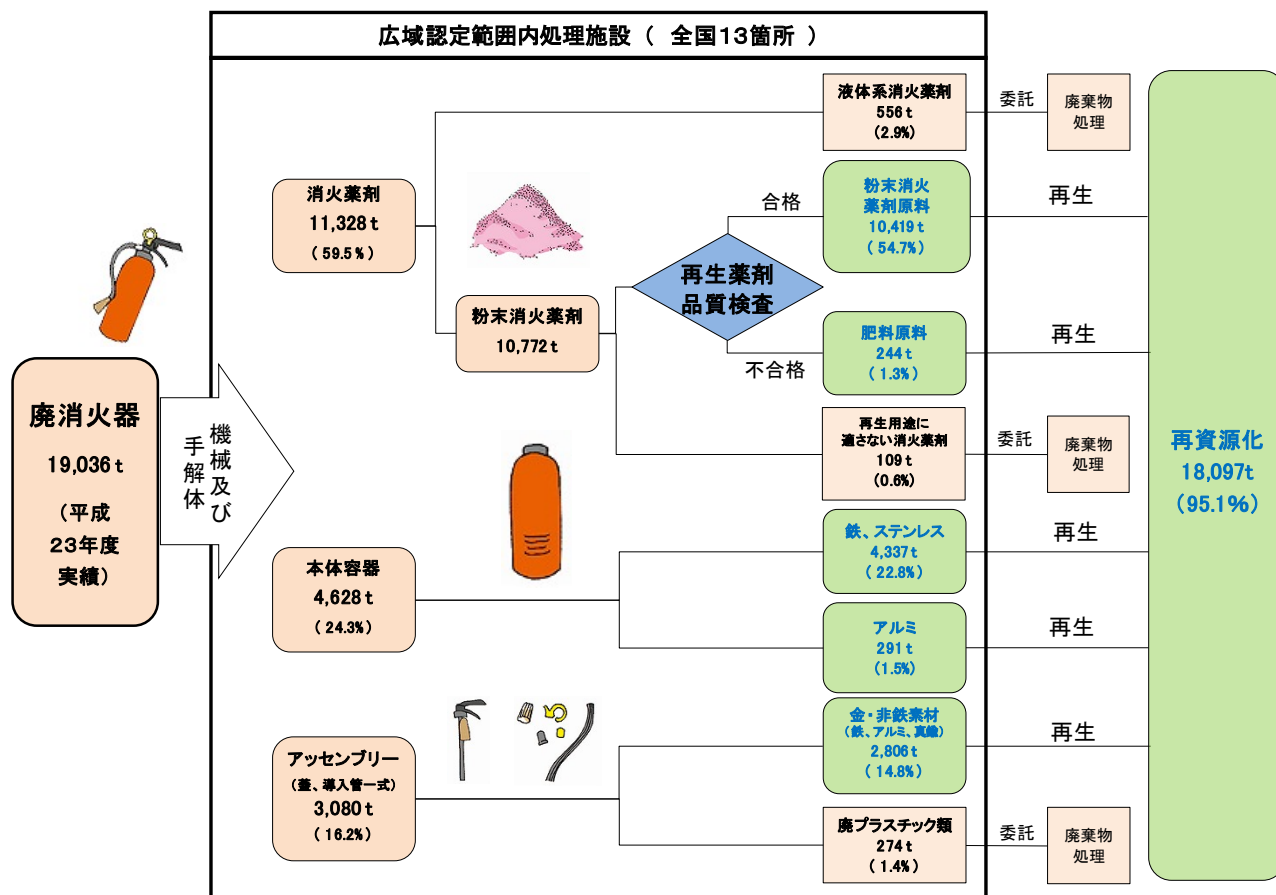 広域認定範囲内処理施設（ 全国13箇所 ）
廃消火器
19,036t
（平成
23年度
実績）
機械及び
手解体
消火薬剤
11,328t
(59.5%)
粉末消火薬剤
10,772t
再生薬剤
品質検査
合格
不合格
液体系消火薬剤
556t
(2.9%)
委託
廃棄物
処理
粉末消火
薬剤原料
10,419t
(54.7%)
再生
肥料原料
244t
(1.3%)
再生
再生用途に
適さない消火薬剤
109t
(0.6%)
委託
廃棄物
処理
本体容器
4,628t
(24.3%)
鉄、ステンレス
4,337t
(22.8%)
再生
アルミ
291t
(1.5%)
再生
アッセンブリー
(蓋、導入管一式)
3,080t
(16.2%)
金・非鉄素材
(鉄、アルミ、真鍮)
2,806t
(14.8%)
再生
廃プラスチック類
274t
(1.4%)
委託
廃棄物
処理
再資源化
18,097t
(95.1%)